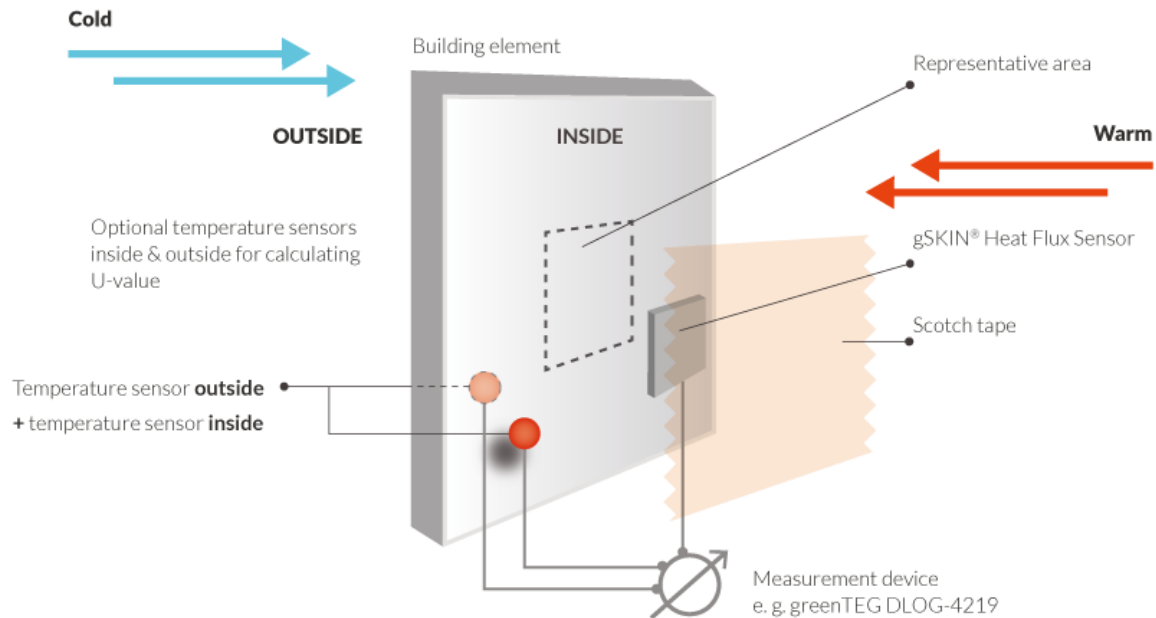 Cold
Building element
Representative area
OUTSIDE
INSIDE
Warm
Optional temperature sensors
inside & outside for calculating
U-value
gSKIN® Heat Flux Sensor
Scotch tape
Temperature sensor outside
+ temperature sensor inside
Measurement device
e. g. greenTEG DLOG-4219